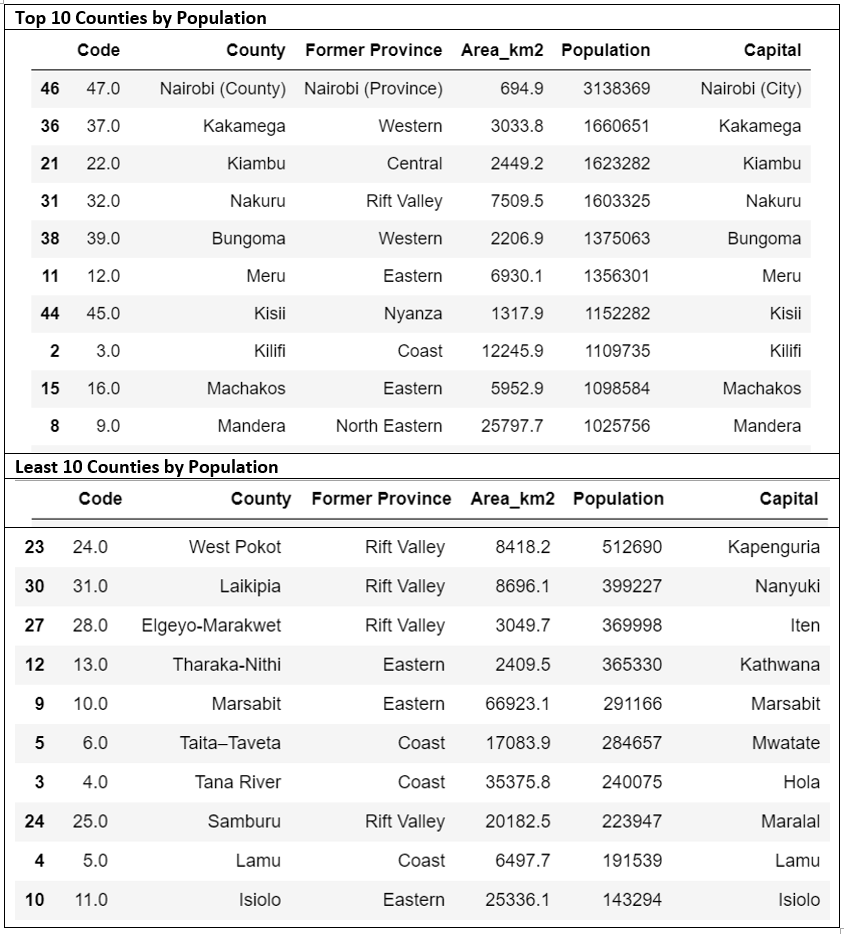 Top 10 Counties by Population
Code County Former Province Area_km2 Population Capital
46 47.0 Nairobi (County) Nairobi (Province) 694.9 3138369 Nairobi (City)
36 37.0 Kakamega Western 3033.8 1660651 Kakamega
21 22.0 Kiambu Central 2449.2 1623282 Kiambu
31 32.0 Nakuru Rift Valley 7509.5 1603325 Nakuru
38 39.0 Bungoma Western 2206.9 1375063 Bungoma
11 12.0 Meru Eastern 6930.1 1356301 Meru
44 45.0 Kisii Nyanza 1317.9 1152282 Kisii
2 3.0 Kilifi Coast 12245.9 1109735 Kilifi
15 16.0 Machakos Eastern 5952.9 1098584 Machakos
8 9.0 Mandera North Eastern 25797.7 1025756 Mandera
Least 10 Counties by Population
Code County Former Province Area_km2 Population Capital
23 24.0 West Pokot Rift Valley 8418.2 512690 Kapenguria
30 31.0 Laikipia Rift Valley 8696.1 399227 Nanyuki
27 28.0 Elgeyo-Marakwet Rift Valley 3049.7 369998 Iten
12 13.0 Tharaka-Nithi Eastern 2409.5 365330 Kathwana
9 10.0 Marsabit Eastern 66923.1 291166 Marsabit
5 6.0 Taita–Taveta Coast 17083.9 284657 Mwatate
3 4.0 Tana River Coast 35375.8 240075 Hola
24 25.0 Samburu Rift Valley 20182.5 223947 Maralal
4 5.0 Lamu Coast 6497.7 191539 Lamu
10 11.0 Isiolo Eastern 25336.1 143294 Isiolo